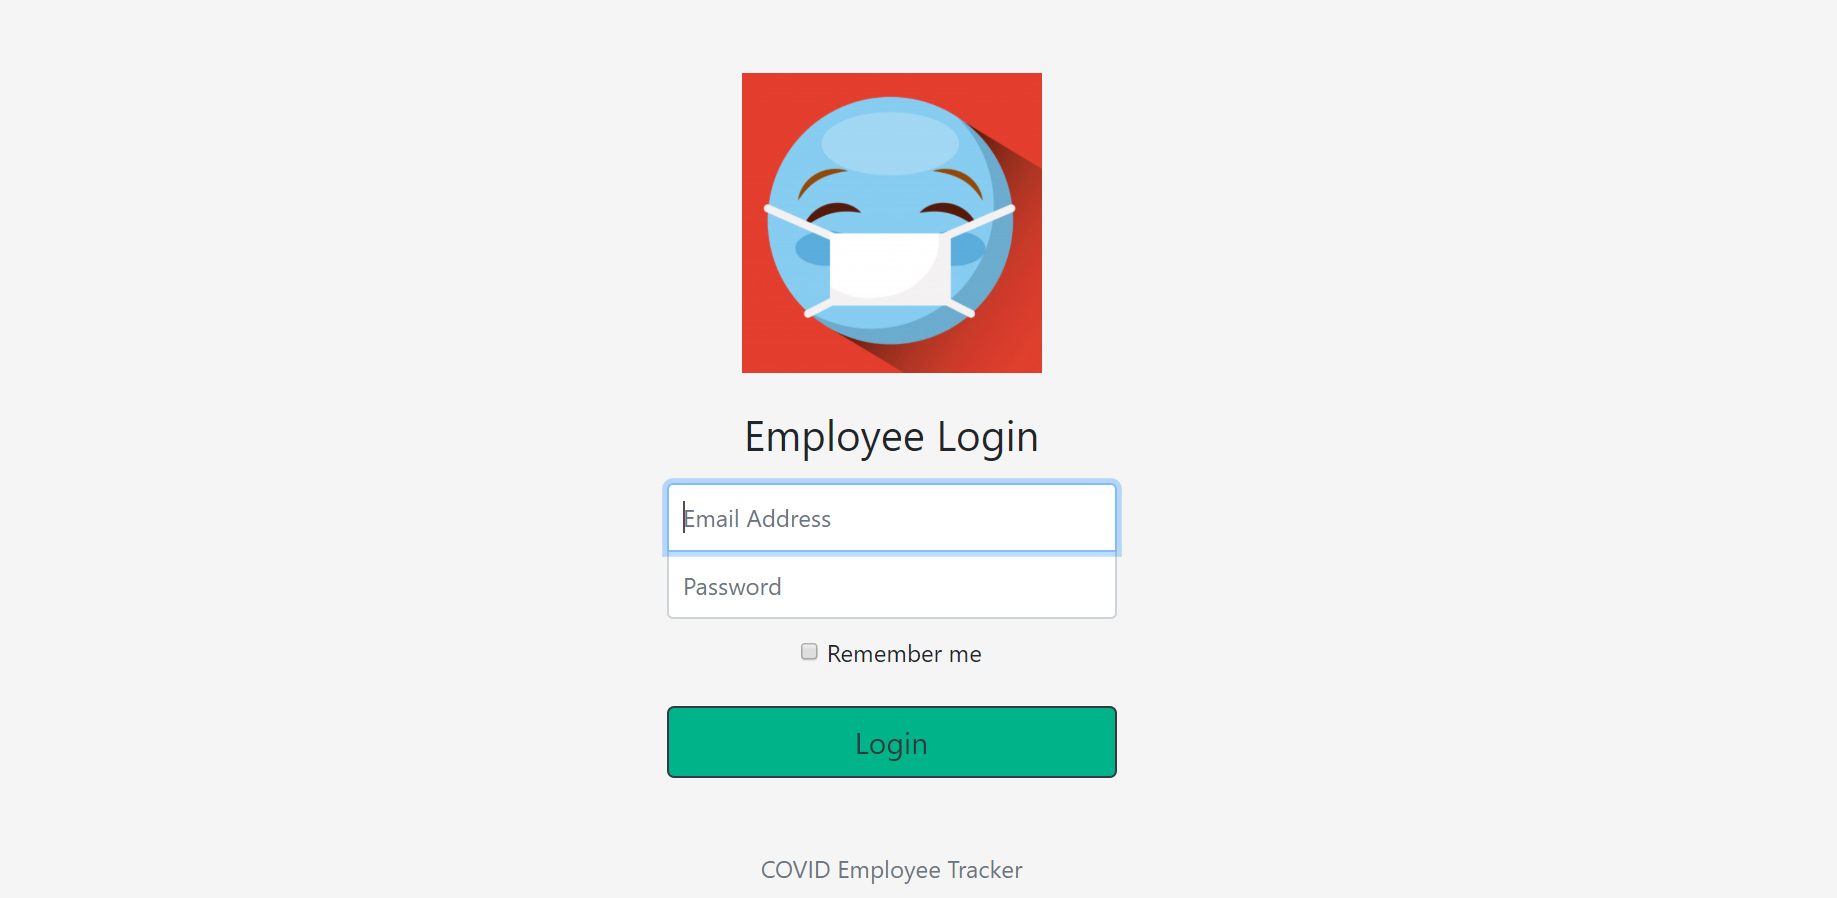 Employee Login
Email Address
Password
Remember me
Login
COVID Employee Tracker